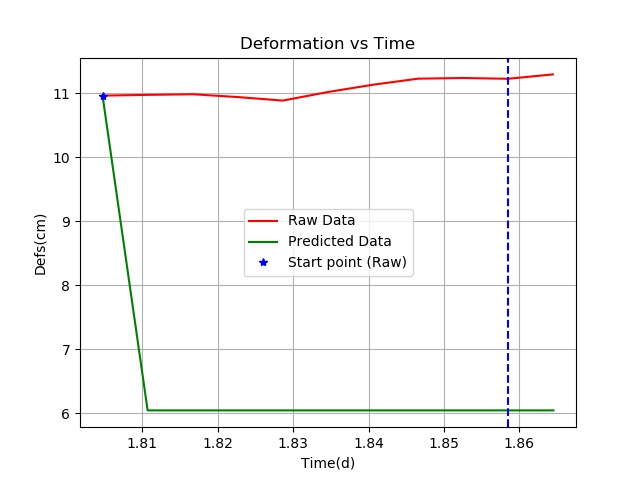 Deformation vs Time
Defs(cm)
11
10
9
8
7
6
Raw Data
Predicted Data
Start point (Raw)
1.81 1.82 1.83 1.84 1.85 1.86
Time(d)